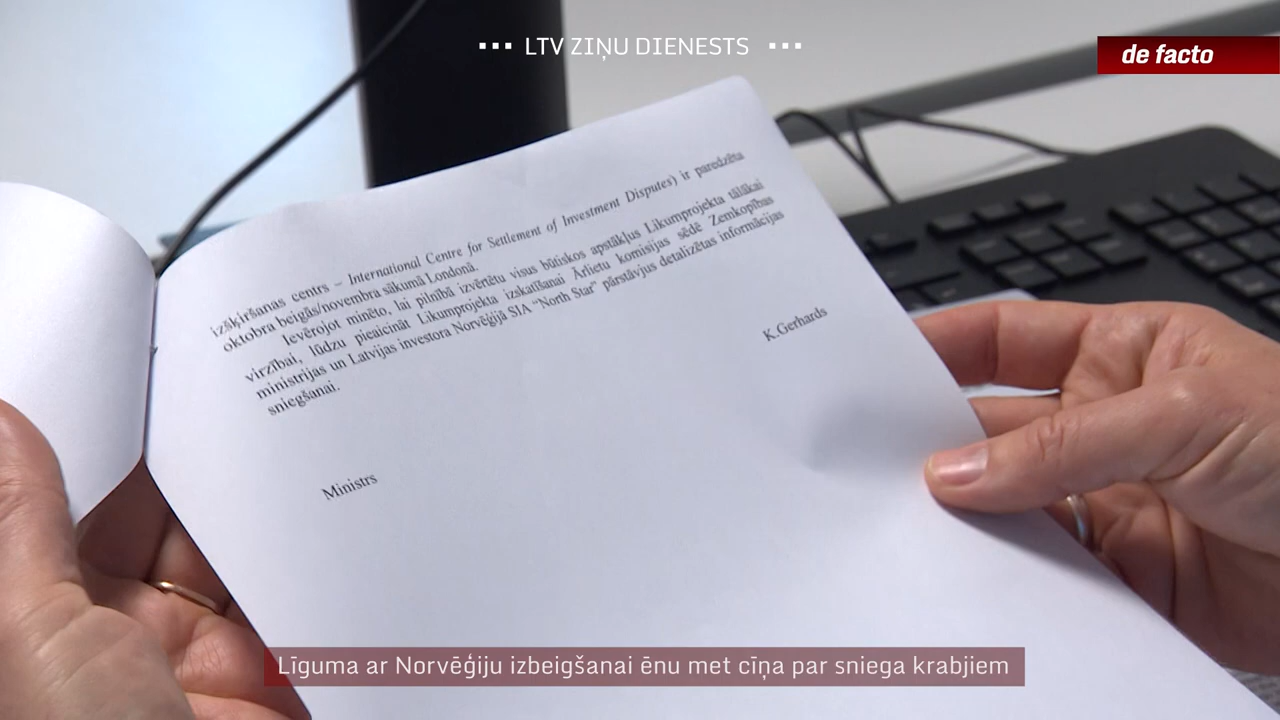 LTV ZIŅU DIENESTS
de facto
izšķiršanas centrs – International Centre for Settlement of Investment Disputes) ir paredzēta
oktobra beigās/novembra sākumā Londonā.
Ievērojot minēto, lai pilnībā izvērtētu visus būtiskos apstākļus Likumprojekta tālākai
virzībai, lūdzu pieaicināt Likumprojekta izskatīšanai Ārlietu komisijas sēdē Zemkopības
ministrijas un Latvijas investora Norvēģijā SIA "North Star" pārstāvjus detalizētas informācijas
sniegšanai.
Ministrs
K.Gerhards
Līguma ar Norvēģiju izbeigšanai ēnu met cīņa par sniega krabjiem